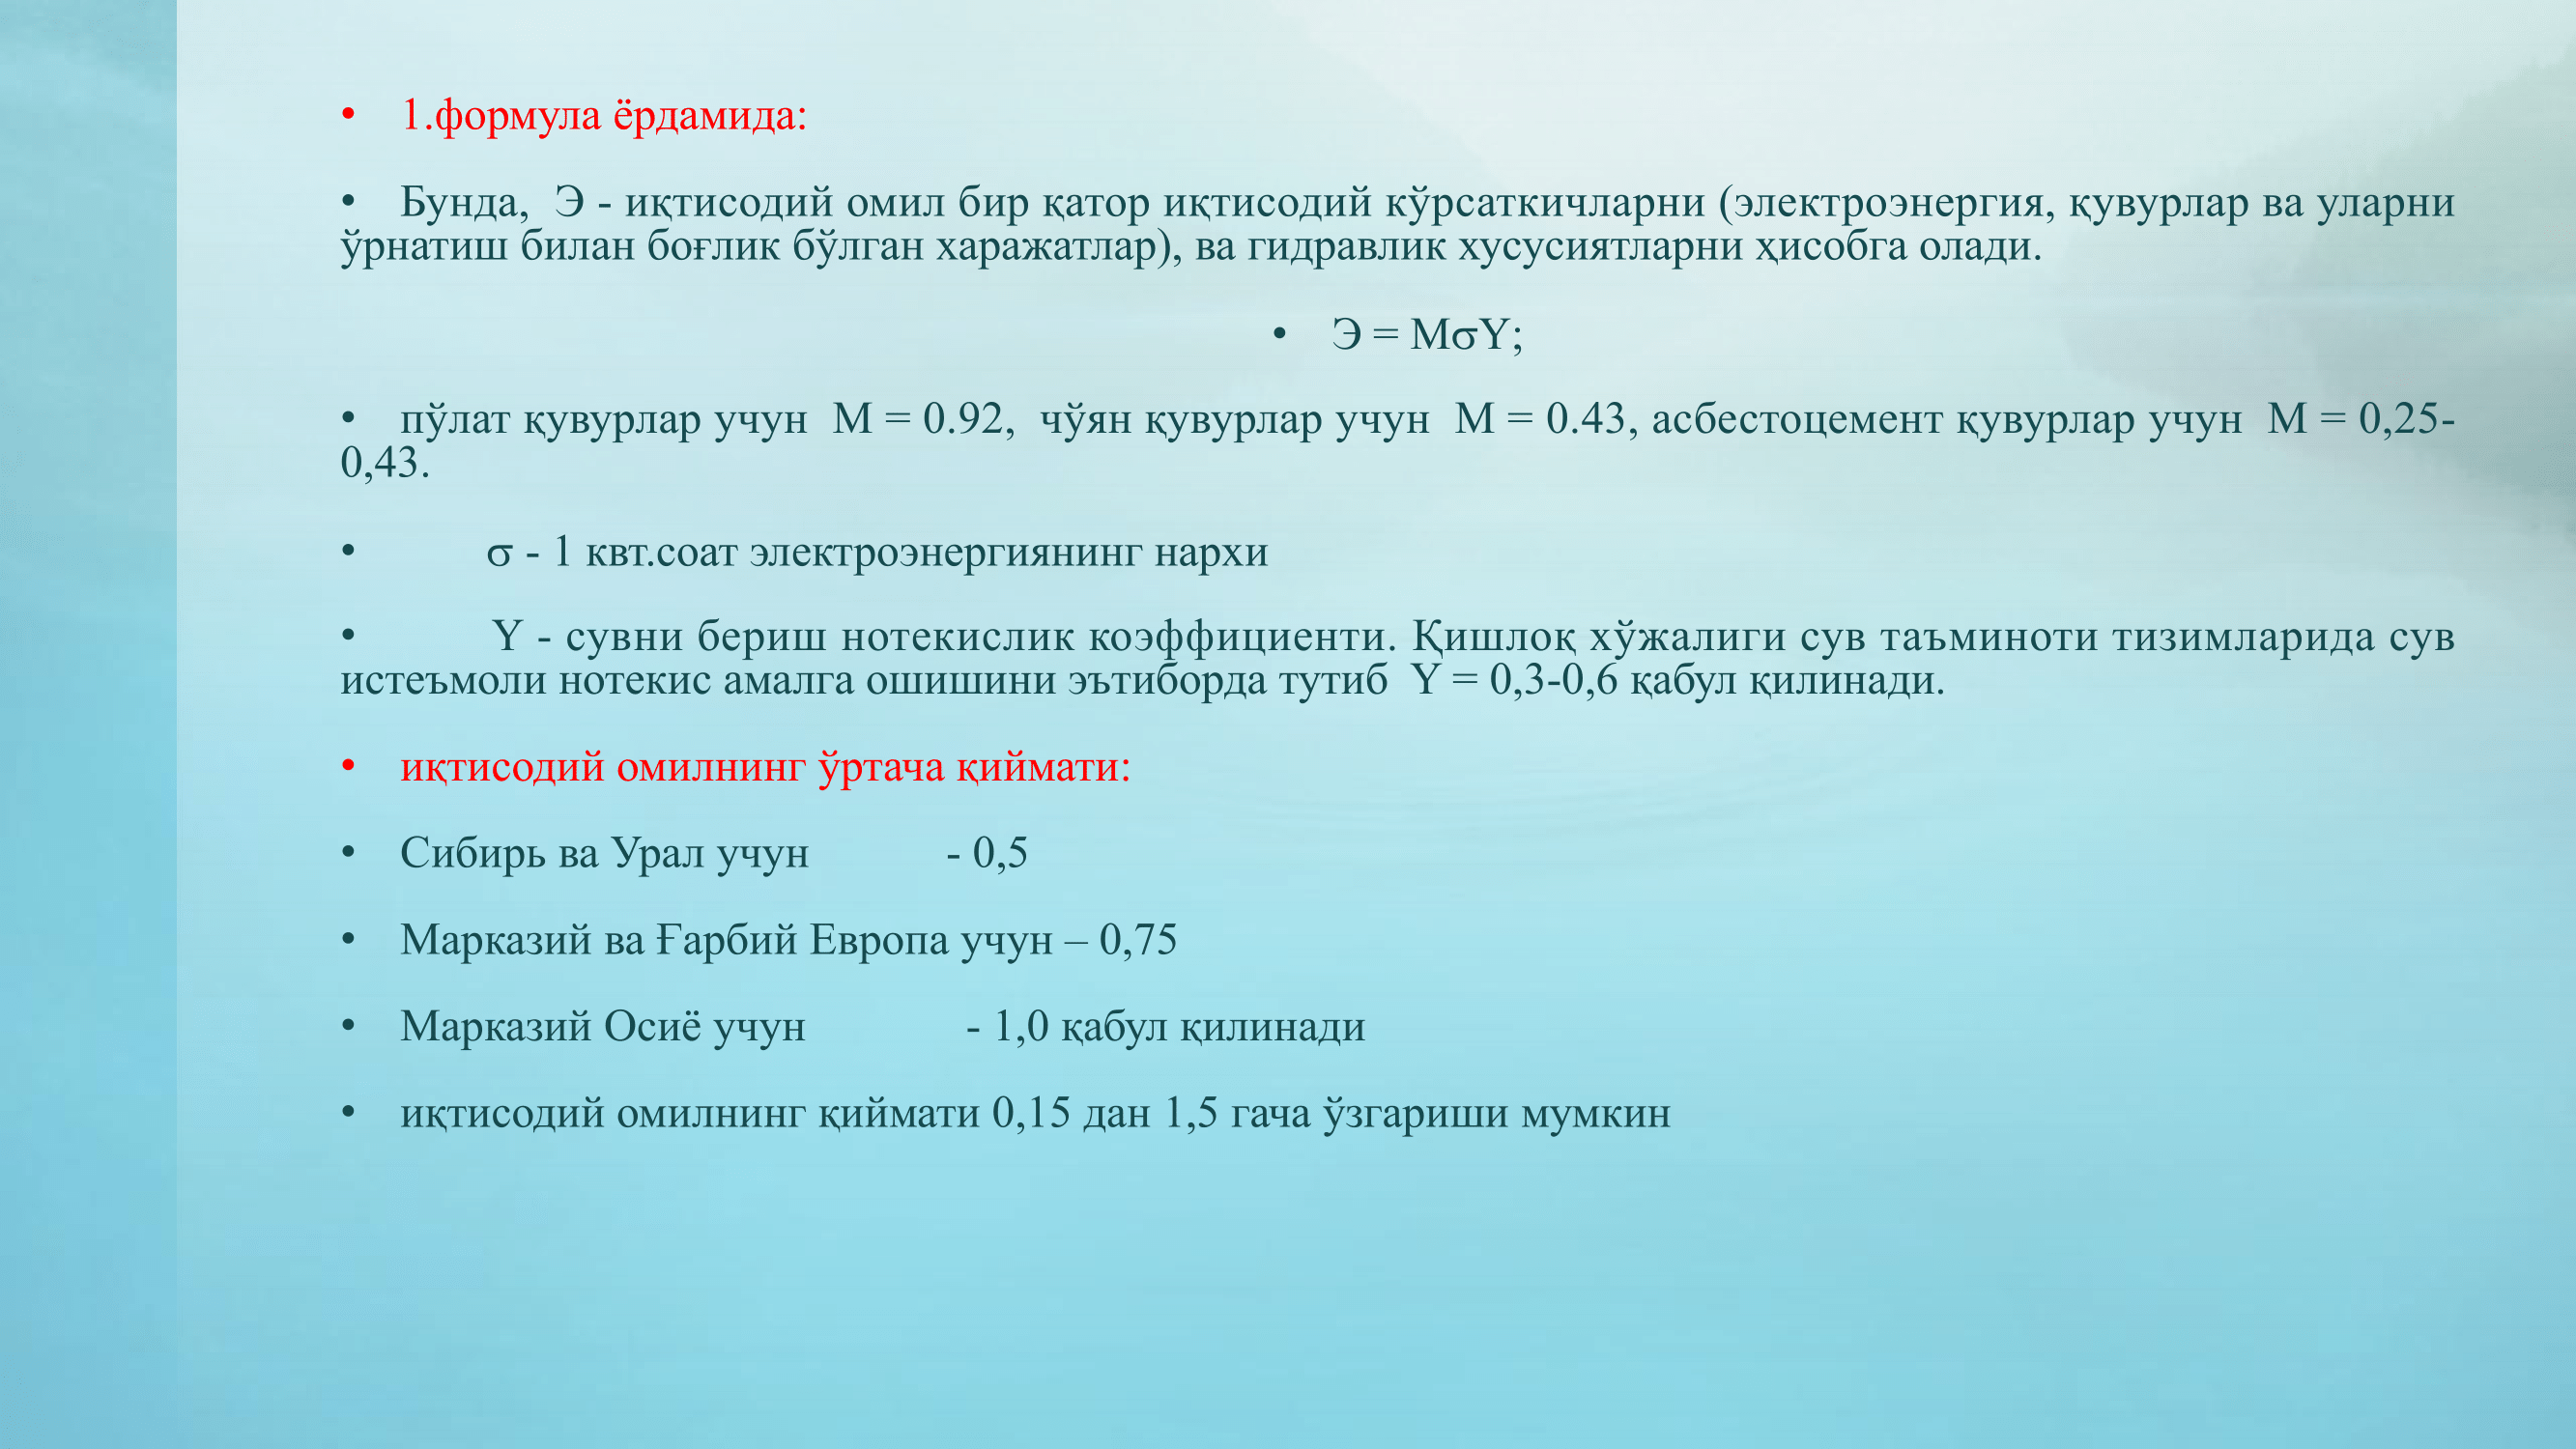 • 1.формула ёрдамида:
• Бунда, Э - иқтисодий омил бир қатор иқтисодий кўрсаткичларни (электроэнергия, қувурлар ва уларни
ўрнатиш билан боғлик бўлган харажатлар), ва гидравлик хусусиятларни ҳисобга олади.
• Э = МσY;
• пўлат қувурлар учун М = 0.92, чўян қувурлар учун М = 0.43, асбестоцемент қувурлар учун М = 0,25-
0,43.
• σ - 1 квт.соат электроэнергиянинг нархи
• Y - сувни бериш нотекислик коэффициенти. Қишлоқ хўжалиги сув таъминоти тизимларида сув
истеъмоли нотекис амалга ошишини эътиборда тутиб Y = 0,3-0,6 қабул қилинади.
• иқтисодий омилнинг ўртача қиймати:
• Сибирь ва Урал учун - 0,5
• Марказий ва Ғарбий Европа учун – 0,75
• Марказий Осиё учун - 1,0 қабул қилинади
• иқтисодий омилнинг қиймати 0,15 дан 1,5 гача ўзгариши мумкин